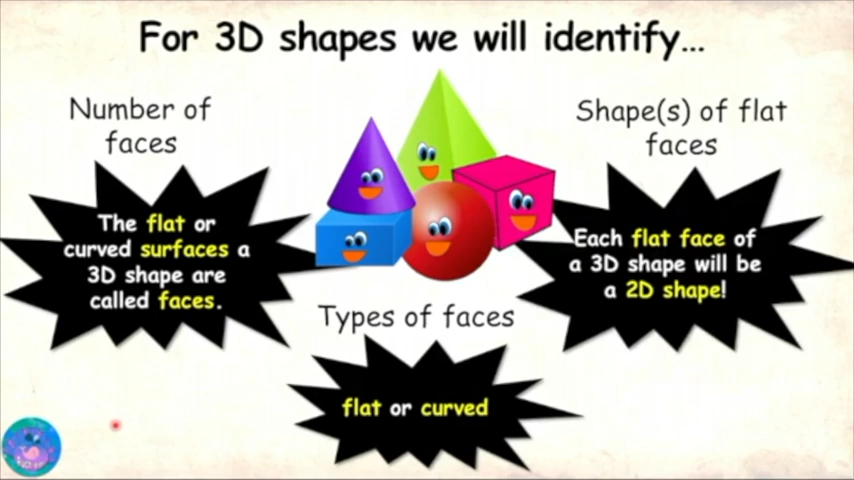 For 3D shapes we will identify...
Number of
faces
The flat or
curved surfaces a
3D shape are
called faces.
Shape(s) of flat
faces
Each flat face of
a 3D shape will be
a 2D shape!
Types of faces
flat or curved